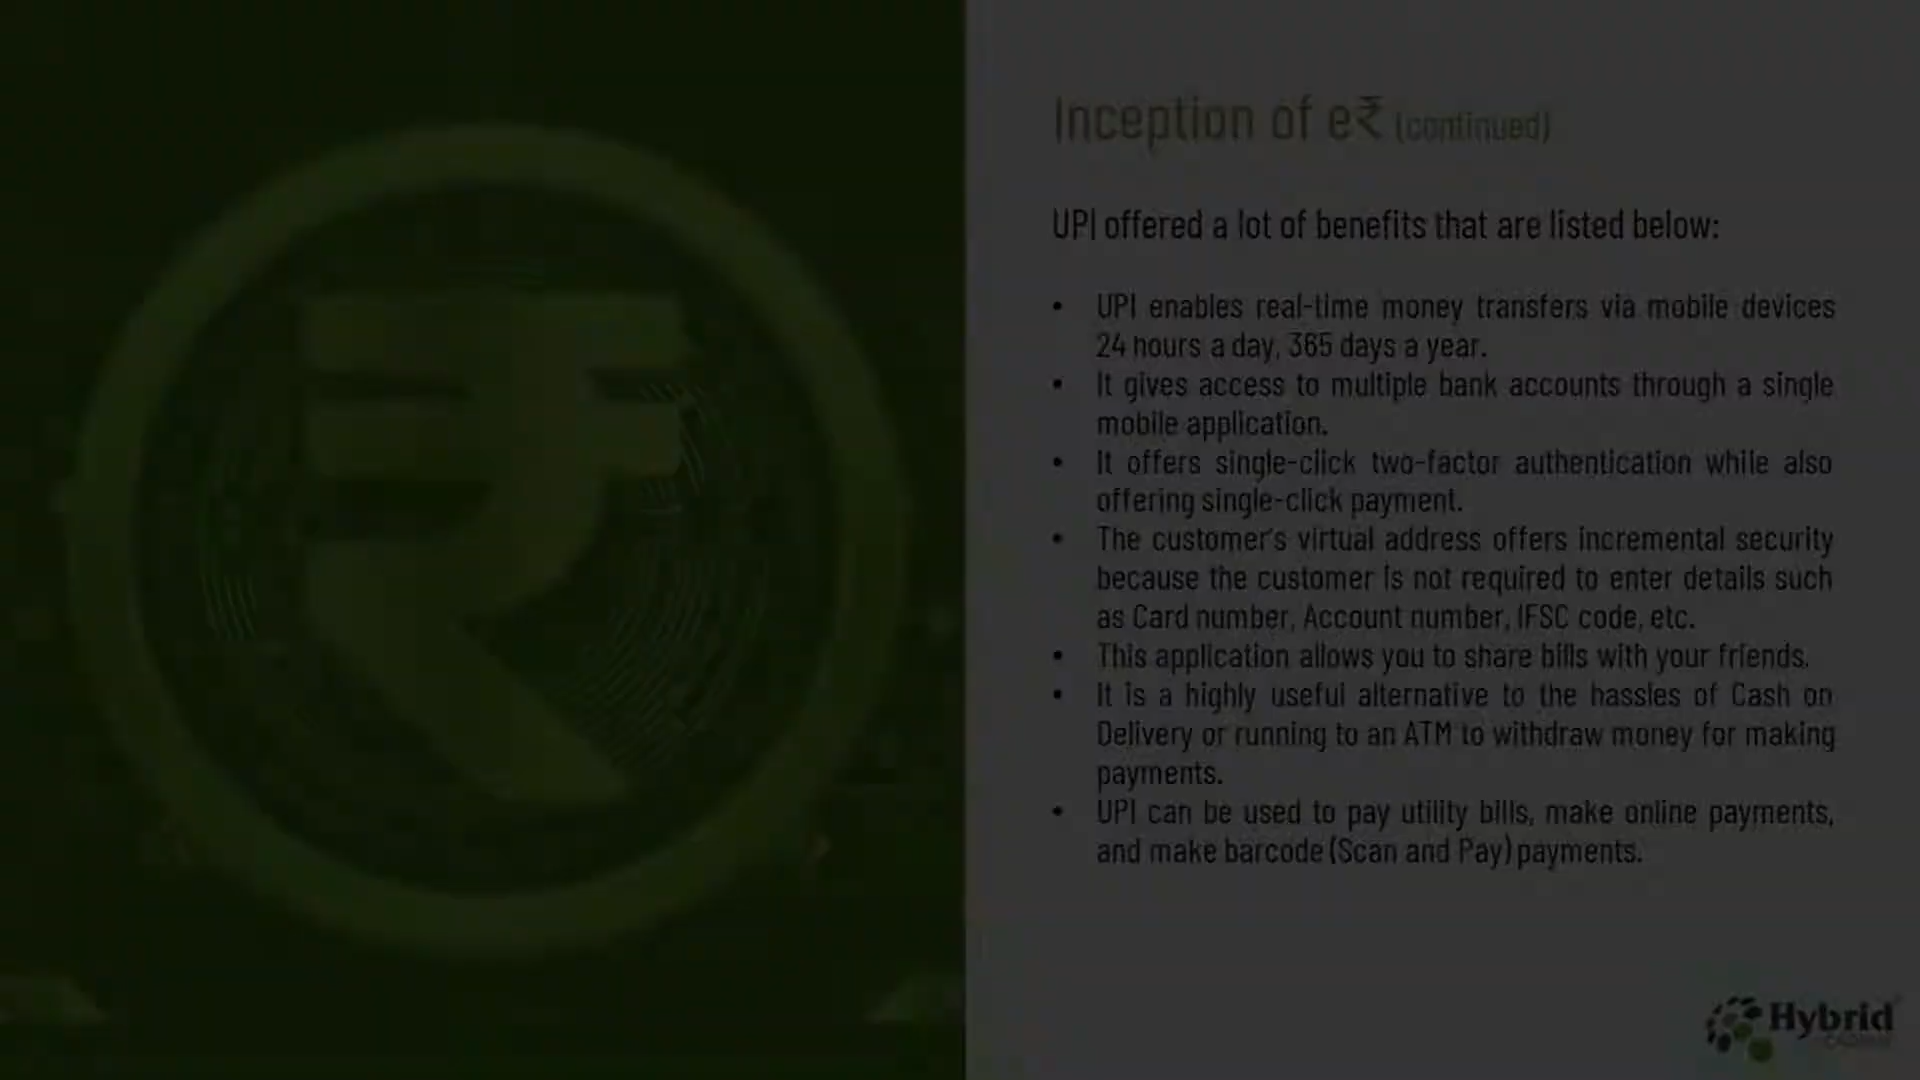 Inception of e₹ (continued)
UPI offered a lot of benefits that are listed below:
• UPI enables real-time money transfers via mobile devices
24 hours a day, 365 days a year.
• It gives access to multiple bank accounts through a single
mobile application.
• It offers single-click two-factor authentication while also
offering single-click payment.
• The customer's virtual address offers incremental security
because the customer is not required to enter details such
as Card number, Account number, IFSC code, etc.
• This application allows you to share bills with your friends.
• It is a highly useful alternative to the hassles of Cash on
Delivery or running to an ATM to withdraw money for making
payments.
• UPI can be used to pay utility bills, make online payments,
and make barcode (Scan and Pay) payments.
Hybrid